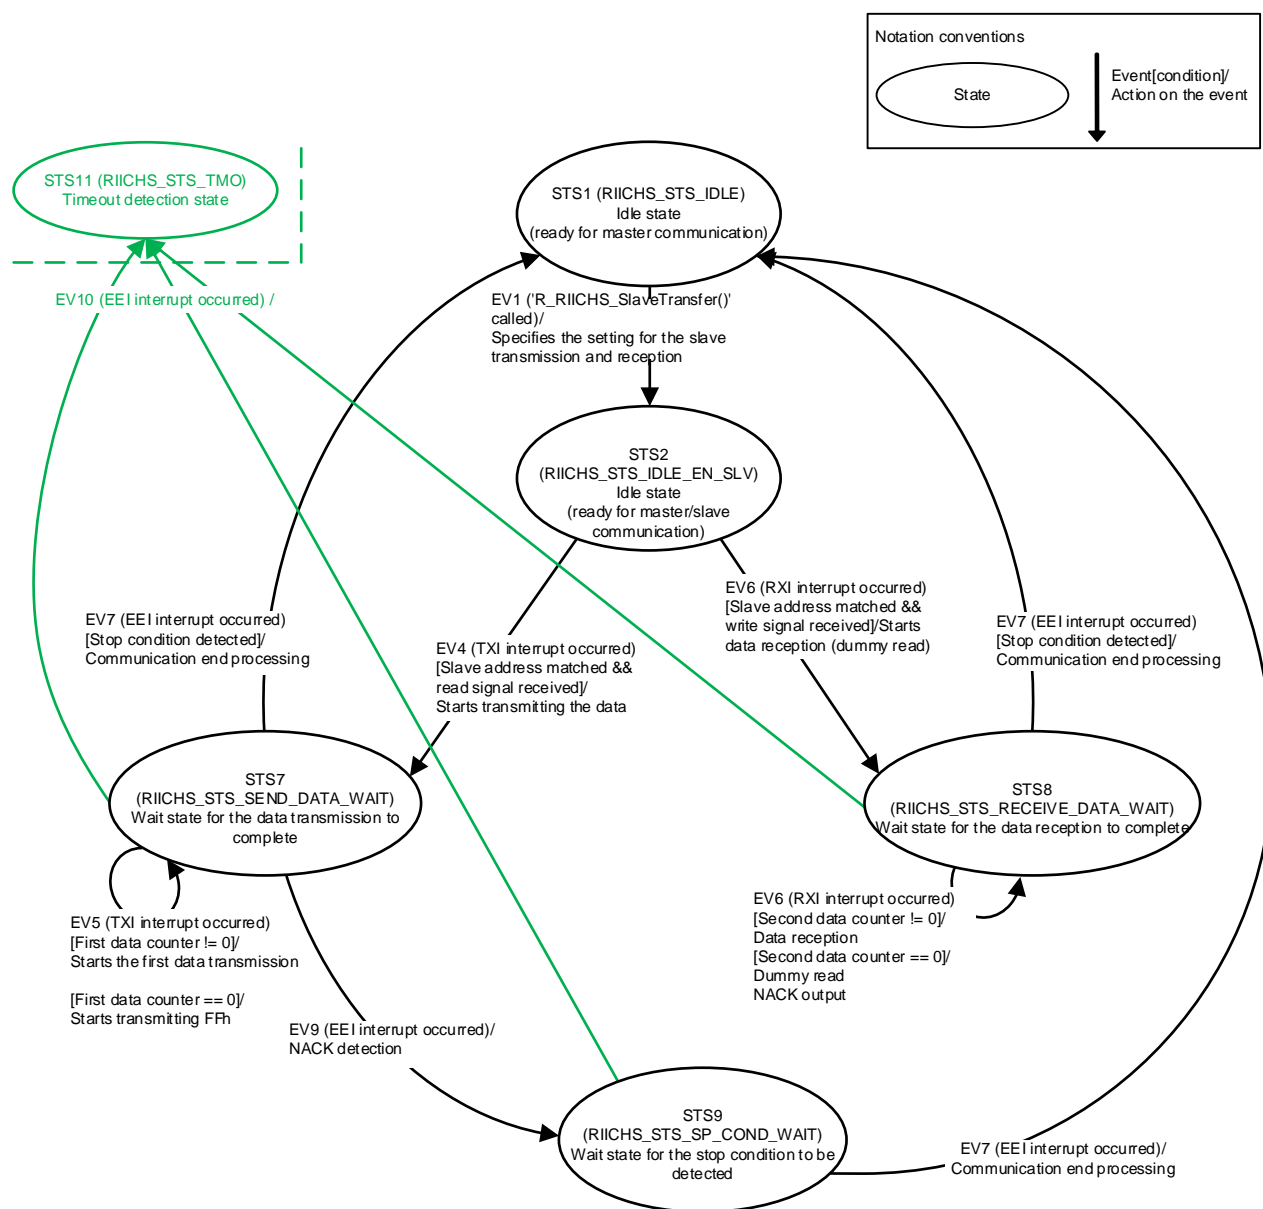 Notation conventions
State
Event[condition]/
Action on the event
STS11 (RIICHS_STS_TMO)
Timeout detection state
STS1 (RIICHS_STS_IDLE)
Idle state
(ready for master communication)
EV10 (EEI interrupt occurred) /
EV1 ('R_RIICHS_SlaveTransfer()'
called)/
Specifies the setting for the slave
transmission and reception
STS2
(RIICHS_STS_IDLE_EN_SLV)
Idle state
(ready for master/slave
communication)
EV7 (EEI interrupt occurred)
[Stop condition detected]/
Communication end processing
EV4 (TXI interrupt occurred)
[Slave address matched &&
read signal received]/
Starts transmitting the data
EV6 (RXI interrupt occurred)
[Slave address matched &&
write signal received]/Starts
data reception (dummy read)
EV7 (EEI interrupt occurred)
[Stop condition detected]/
Communication end processing
STS7
(RIICHS_STS_SEND_DATA_WAIT)
Wait state for the data transmission to
complete
STS8
(RIICHS_STS_RECEIVE_DATA_WAIT)
Wait state for the data reception to complete
EV5 (TXI interrupt occurred)
[First data counter != 0]/
Starts the first data transmission
[First data counter == 0]/
Starts transmitting FFh
EV6 (RXI interrupt occurred)
[Second data counter != 0]/
Data reception
[Second data counter == 0]/
Dummy read
NACK output
EV9 (EEI interrupt occurred)/
NACK detection
STS9
(RIICHS_STS_SP_COND_WAIT)
Wait state for the stop condition to be
detected
EV7 (EEI interrupt occurred)/
Communication end processing